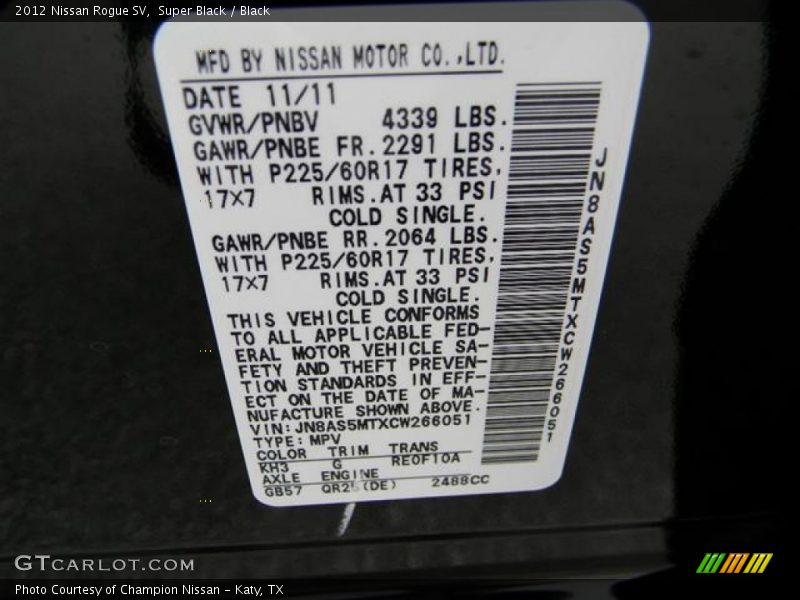 2012 Nissan Rogue SV,  Super Black / Black
MFD BY NISSAN MOTOR CO.,LTD.
DATE 11/11
GVWR/PNBV 4339 LBS.
GAWR/PNBE FR.2291 LBS.
WITH P225/60R17 TIRES,
17X7 RIMS.AT 33 PSI
COLD SINGLE.
GAWR/PNBE RR.2064 LBS.
WITH P225/60R17 TIRES,
17X7 RIMS.AT 33 PSI
COLD SINGLE.
THIS VEHICLE CONFORMS
TO ALL APPLICABLE FED-
ERAL MOTOR VEHICLE SA-
FETY AND THEFT PREVEN-
TION STANDARDS IN EFF-
ECT ON THE DATE OF MA-
NUFACTURE SHOWN ABOVE.
VIN:JN8AS5MTXCW266051
TYPE:MPV
COLOR TRIM TRANS
KH3 G RE0F10A
AXLE ENGINE
GB57 QR25(DE) 2488CC
JN8AS5MTXCW266051
GTCARLOT.COM
Photo Courtesy of Champion Nissan - Katy, TX